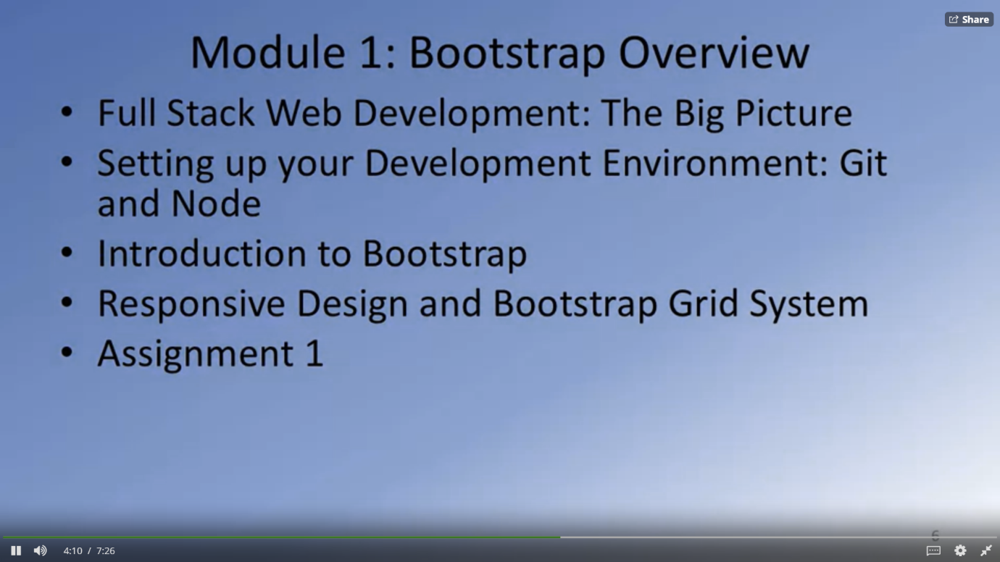 Share
Module 1: Bootstrap Overview
• Full Stack Web Development: The Big Picture
• Setting up your Development Environment: Git
and Node
• Introduction to Bootstrap
• Responsive Design and Bootstrap Grid System
• Assignment 1
6
4:10 / 7:26